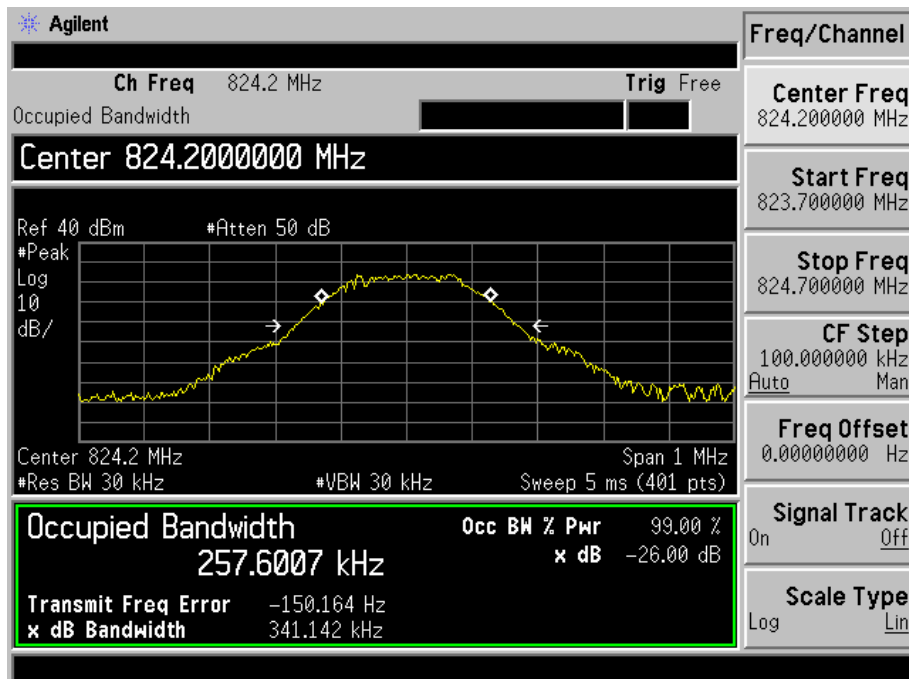 Agilent
Freq/Channel
Ch Freq 824.2 MHz Trig Free
Occupied Bandwidth
Center 824.2000000 MHz
Ref 40 dBm #Atten 50 dB
#Peak
Log
10
dB/
Center 824.2 MHz Span 1 MHz
#Res BW 30 kHz #VBW 30 kHz Sweep 5 ms (401 pts)
Occupied Bandwidth
257.6007 kHz
Occ BW % Pwr 99.00 %
x dB -26.00 dB
Transmit Freq Error -150.164 Hz
x dB Bandwidth 341.142 kHz
Center Freq
824.200000 MHz
Start Freq
823.700000 MHz
Stop Freq
824.700000 MHz
CF Step
100.000000 kHz
Auto Man
Freq Offset
0.00000000 Hz
Signal Track
On Off
Scale Type
Log Lin